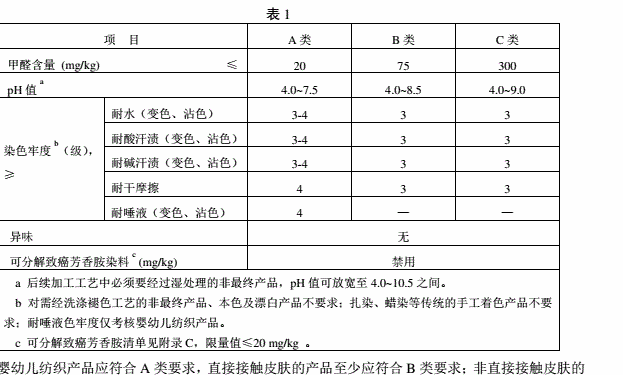 表 1
项 目 A 类 B 类 C 类
甲醛含量 (mg/kg) ≤ 20 75 300
pH 值 a 4.0~7.5 4.0~8.5 4.0~9.0
染色牢度 b（级），≥ 耐水（变色、沾色） 3-4 3 3
耐酸汗渍（变色、沾色） 3-4 3 3
耐碱汗渍（变色、沾色） 3-4 3 3
耐干摩擦 4 3 3
耐唾液（变色、沾色） 4 — —
异味 无
可分解致癌芳香胺染料 c (mg/kg) 禁用
a 后续加工工艺中必须要经过湿处理的非最终产品，pH 值可放宽至 4.0~10.5 之间。
b 对需经洗涤褪色工艺的非最终产品、本色及漂白产品不要求；扎染、蜡染等传统的手工着色产品不要
求；耐唾液色牢度仅考核婴幼儿纺织产品。
c 可分解致癌芳香胺清单见附录 C，限量值≤20 mg/kg 。
婴幼儿纺织产品应符合 A 类要求，直接接触皮肤的产品至少应符合 B 类要求；非直接接触皮肤的